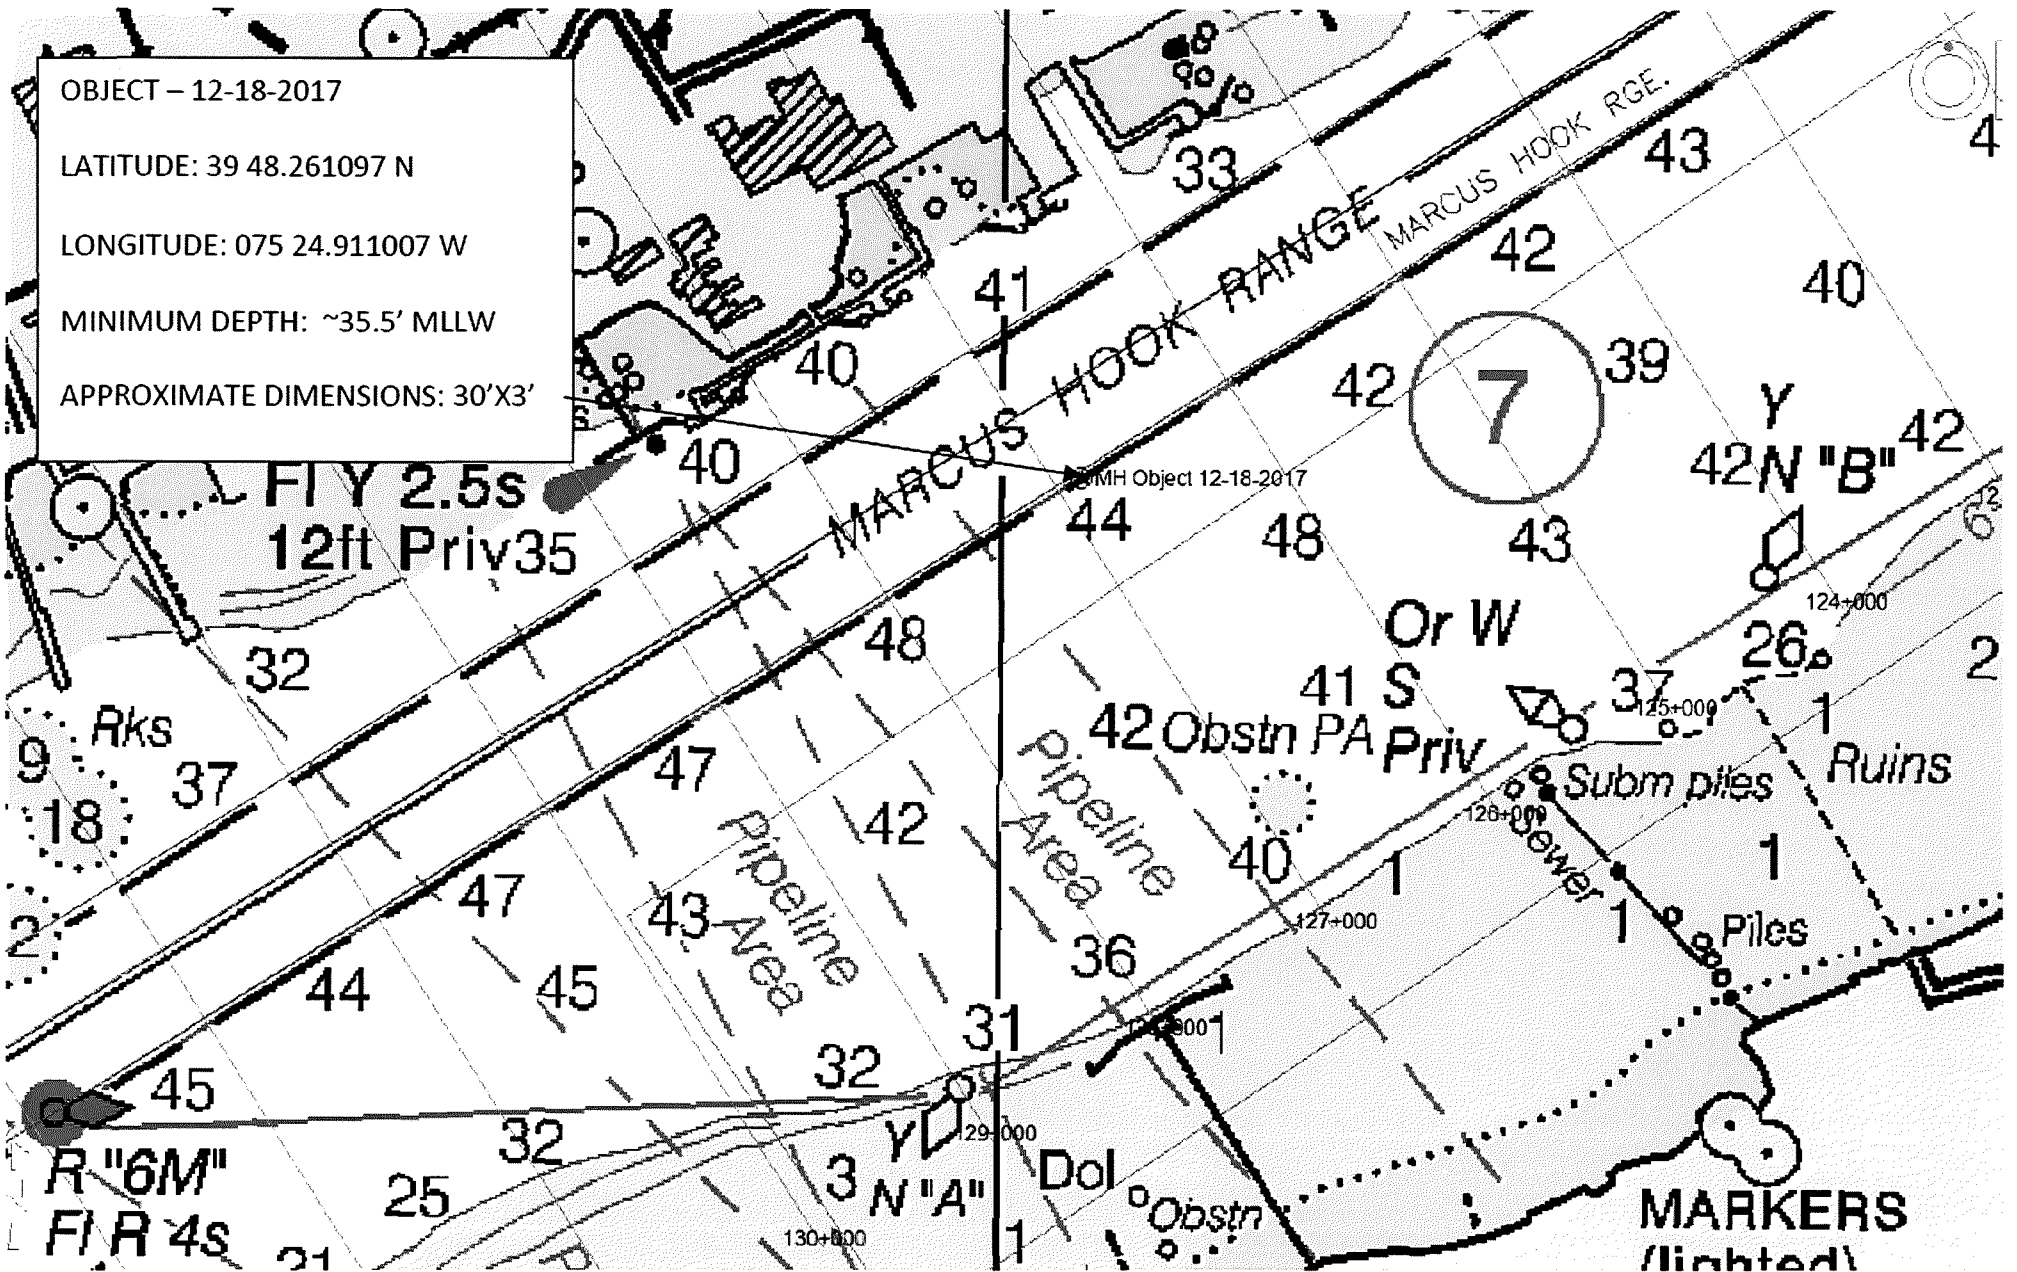 OBJECT – 12-18-2017
LATITUDE: 39 48.261097 N
LONGITUDE: 075 24.911007 W
MINIMUM DEPTH: ~35.5' MLLW
APPROXIMATE DIMENSIONS: 30'X3'
33
MARCUS HOOK RGE.
43
4
41
MARCUS HOOK RANGE
42
40
40
42
7
39
Y
42 N "B" 42
40
Fl Y 2.5s
12ft Priv 35
MH Object 12-18-2017
44
48
43
12
6
124+000
48
Or W
32
41 S
37
125+000
26
2
1
Rks
9
37
18
47
42 Obstn PA Priv
Pipeline
Area
Subm piles
Ruins
126+000
Sewer
42
40
1
1
Pipeline
Area
2
47
43
127+000
1
Piles
44
45
36
31
1
45
32
32
R "6M"
Fl R 4s
25
Y
N "A"
129+000
3
Dol
Obstn
130+000
1
21
P
MARKERS
(lighted)